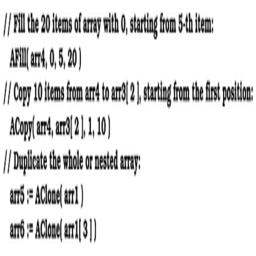 // Fill the 20 items of array with 0, starting from 5-th item:
AFill( arr4, 0, 5, 20 )
// Copy 10 items from arr4 to arr3[ 2 ], starting from the first position:
ACopy( arr4, arr3[ 2 ], 1, 10 )
// Duplicate the whole or nested array:
arr5 := AClone( arr1 )
arr6 := AClone( arr1[ 3 ] )